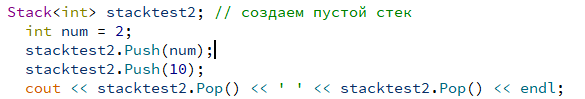 Stack<int> stacktest2; // создаем пустой стек
int num = 2;
stacktest2.Push(num);
stacktest2.Push(10);
cout << stacktest2.Pop() << ' ' << stacktest2.Pop() << endl;